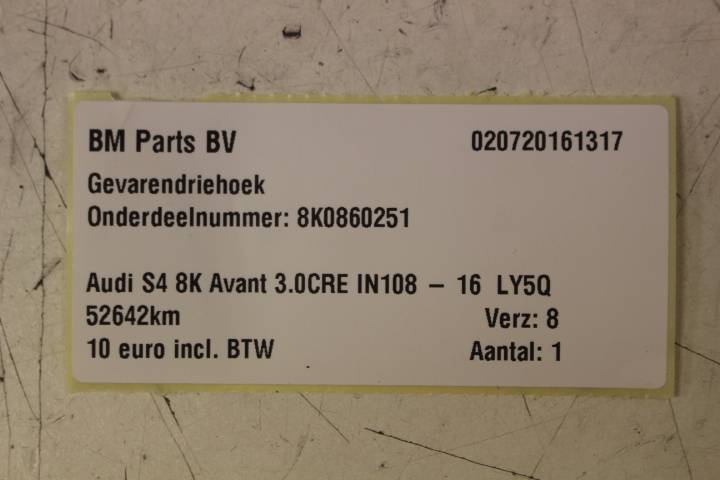 BM Parts BV 020720161317
Gevarendriehoek
Onderdeelnummer: 8K0860251
Audi S4 8K Avant 3.0CRE IN108 – 16 LY5Q
52642km Verz: 8
10 euro incl. BTW Aantal: 1